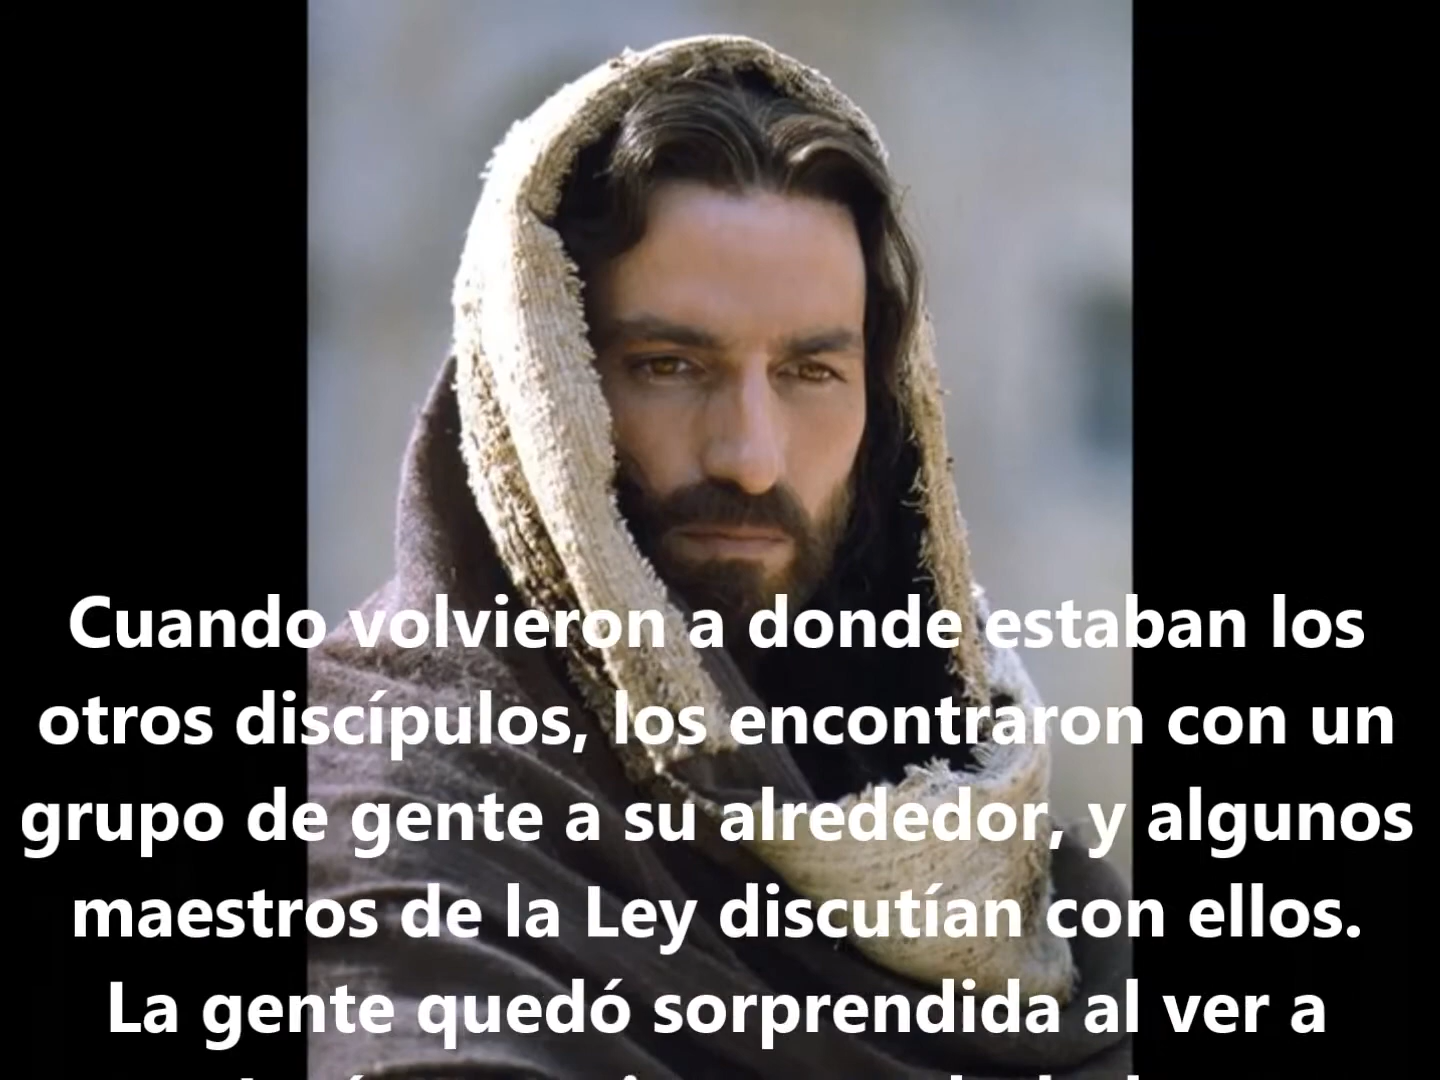 Cuando volvieron a donde estaban los
otros discípulos, los encontraron con un
grupo de gente a su alrededor, y algunos
maestros de la Ley discutían con ellos.
La gente quedó sorprendida al ver a